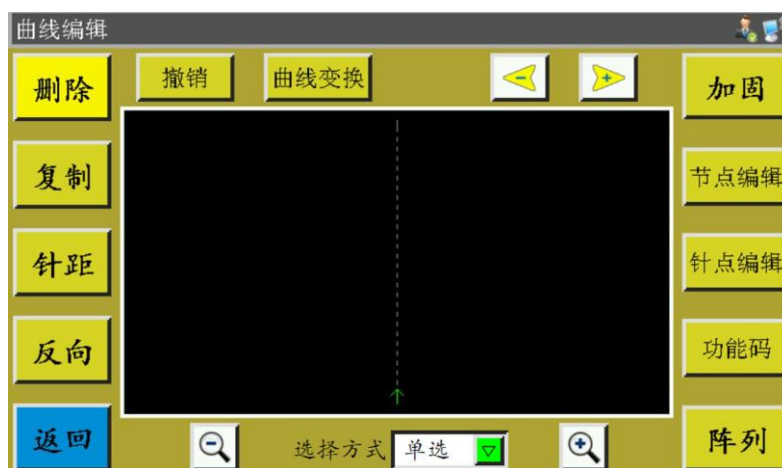 曲线编辑
撤销
曲线变换
删除
复制
针距
反向
返回
加固
节点编辑
针点编辑
功能码
阵列
选择方式 单选